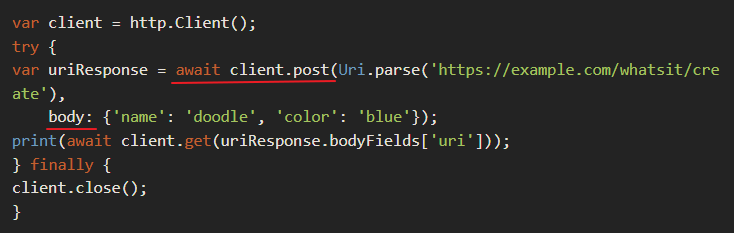 var client = http.Client();
try {
var uriResponse = await client.post(Uri.parse('https://example.com/whatsit/cre
ate'),
    body: {'name': 'doodle', 'color': 'blue'});
print(await client.get(uriResponse.bodyFields['uri']));
} finally {
client.close();
}